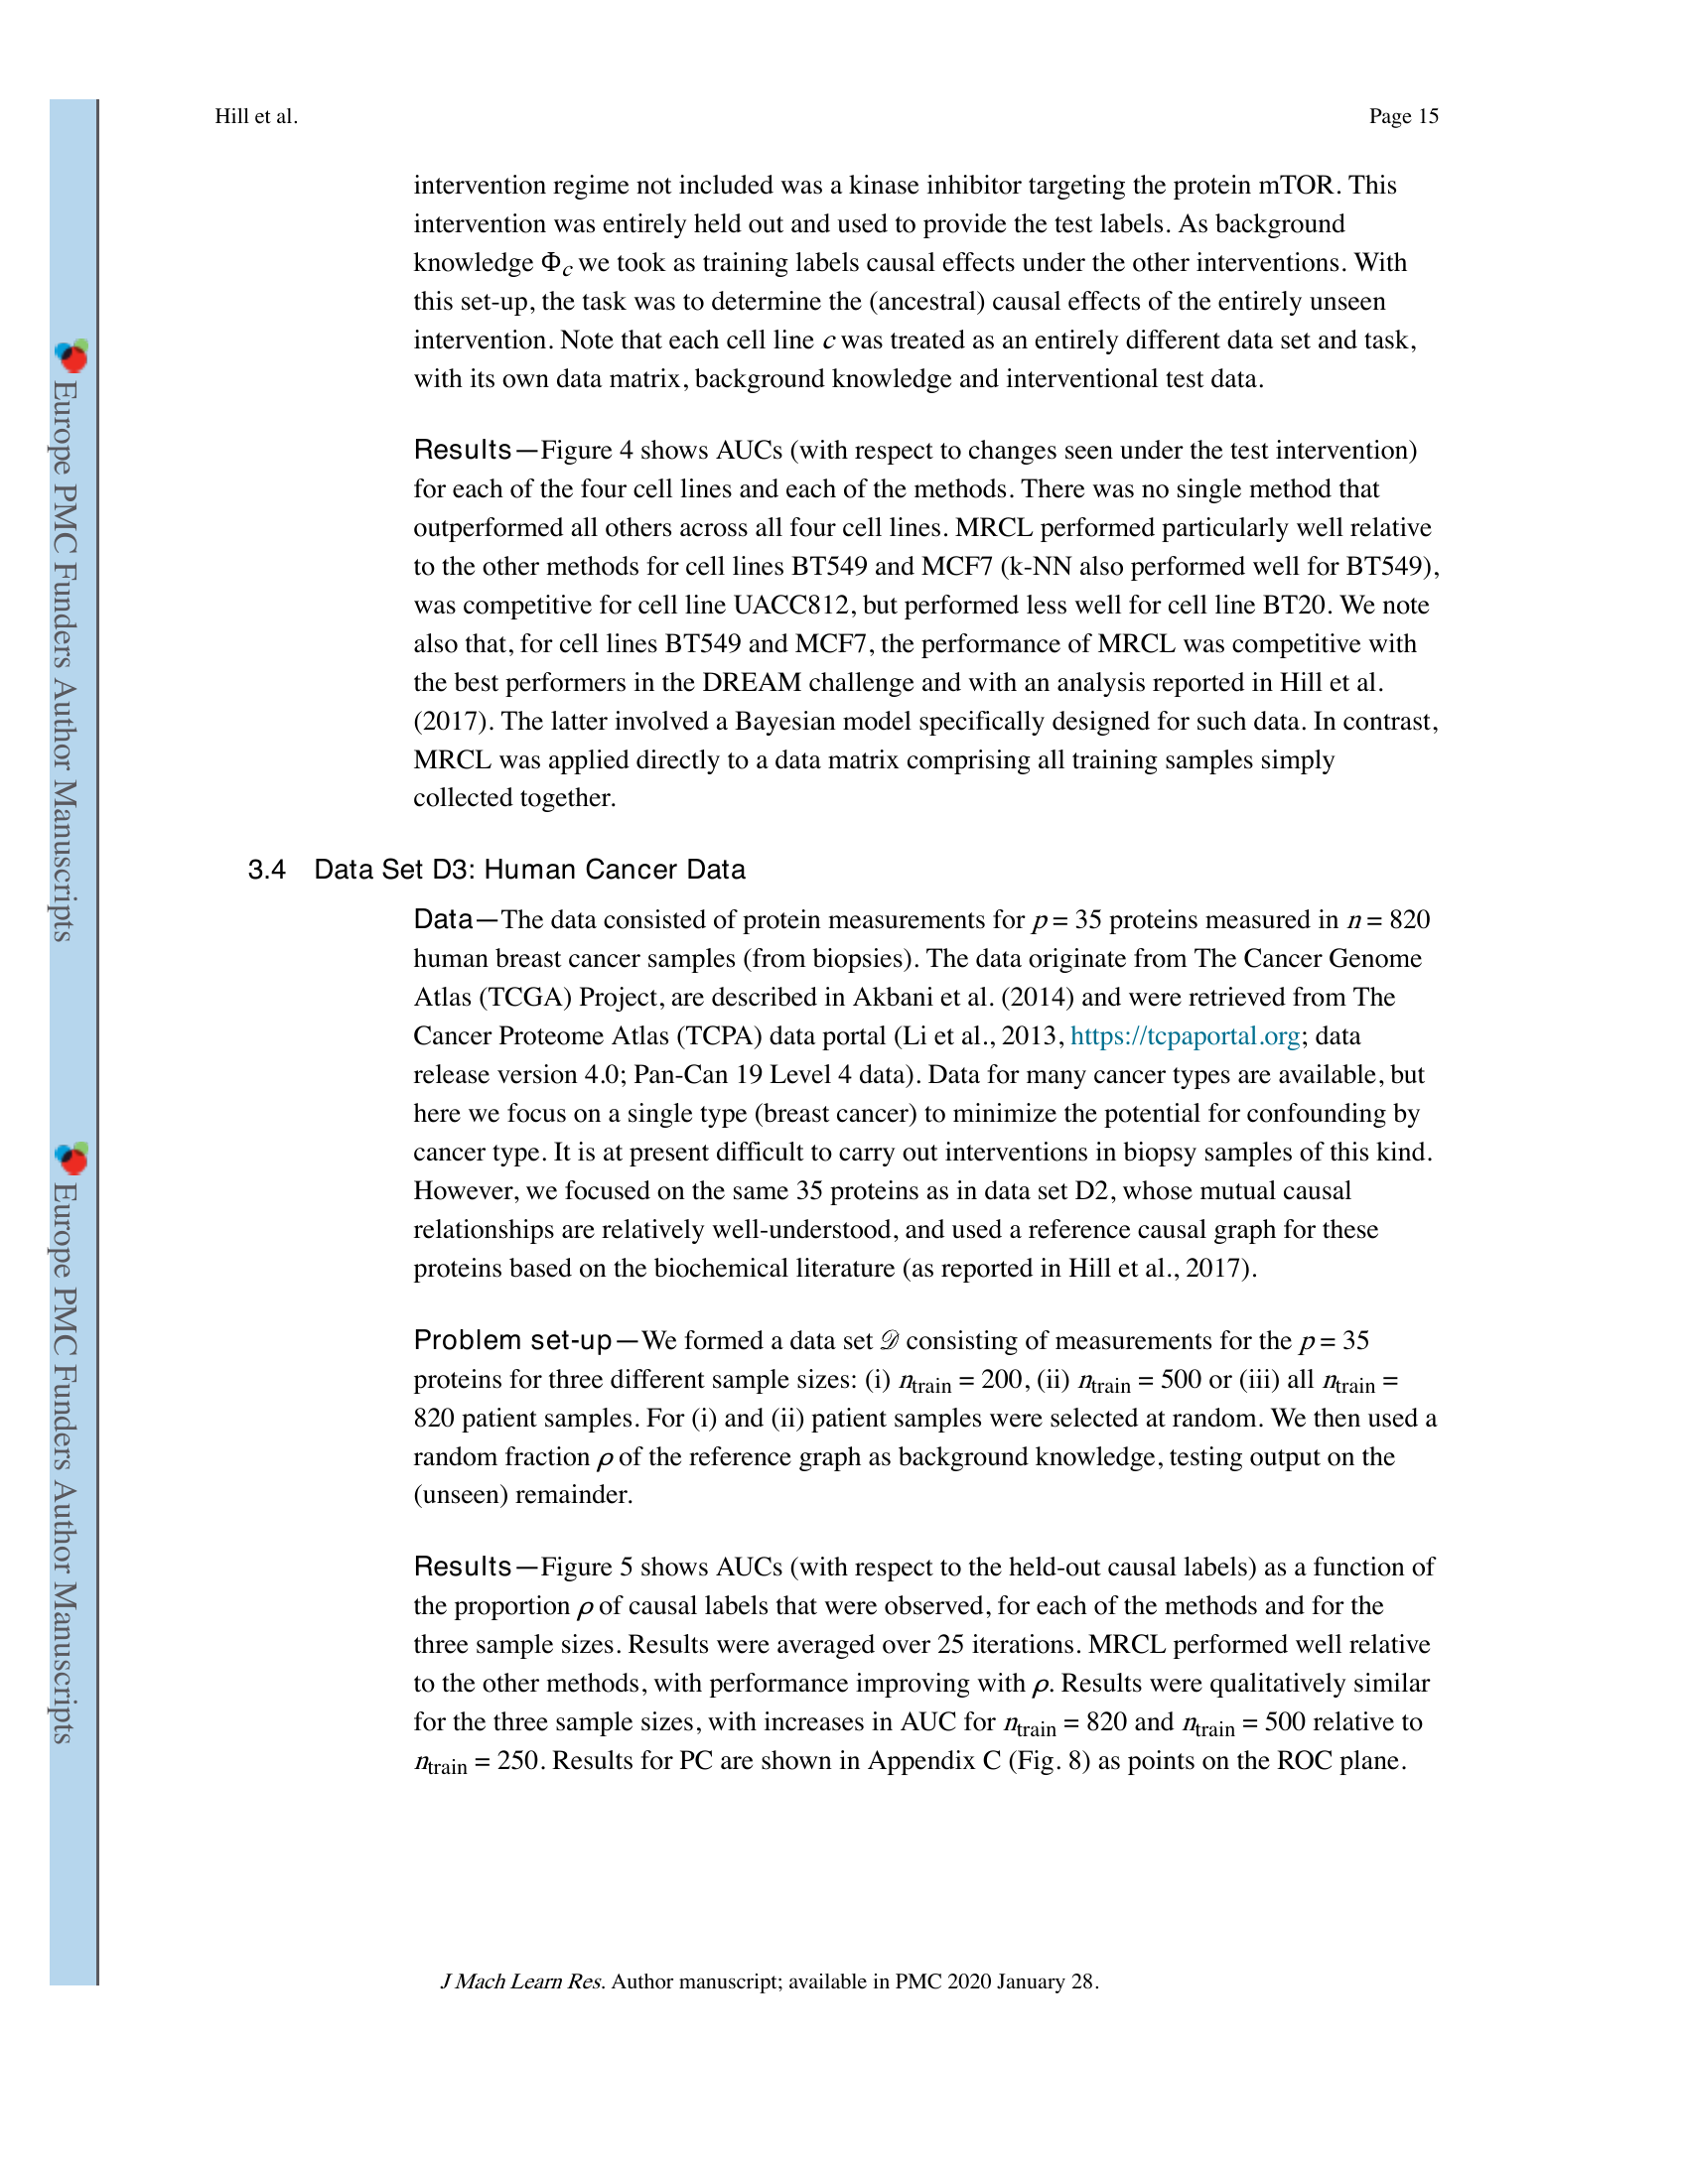 Hill et al.
Page 15
intervention regime not included was a kinase inhibitor targeting the protein mTOR. This
intervention was entirely held out and used to provide the test labels. As background
knowledge Φc we took as training labels causal effects under the other interventions. With
this set-up, the task was to determine the (ancestral) causal effects of the entirely unseen
intervention. Note that each cell line c was treated as an entirely different data set and task,
with its own data matrix, background knowledge and interventional test data.
Results—Figure 4 shows AUCs (with respect to changes seen under the test intervention)
for each of the four cell lines and each of the methods. There was no single method that
outperformed all others across all four cell lines. MRCL performed particularly well relative
to the other methods for cell lines BT549 and MCF7 (k-NN also performed well for BT549),
was competitive for cell line UACC812, but performed less well for cell line BT20. We note
also that, for cell lines BT549 and MCF7, the performance of MRCL was competitive with
the best performers in the DREAM challenge and with an analysis reported in Hill et al.
(2017). The latter involved a Bayesian model specifically designed for such data. In contrast,
MRCL was applied directly to a data matrix comprising all training samples simply
collected together.
3.4 Data Set D3: Human Cancer Data
Data—The data consisted of protein measurements for p = 35 proteins measured in n = 820
human breast cancer samples (from biopsies). The data originate from The Cancer Genome
Atlas (TCGA) Project, are described in Akbani et al. (2014) and were retrieved from The
Cancer Proteome Atlas (TCPA) data portal (Li et al., 2013, https://tcpaportal.org; data
release version 4.0; Pan-Can 19 Level 4 data). Data for many cancer types are available, but
here we focus on a single type (breast cancer) to minimize the potential for confounding by
cancer type. It is at present difficult to carry out interventions in biopsy samples of this kind.
However, we focused on the same 35 proteins as in data set D2, whose mutual causal
relationships are relatively well-understood, and used a reference causal graph for these
proteins based on the biochemical literature (as reported in Hill et al., 2017).
Problem set-up—We formed a data set 𝒟 consisting of measurements for the p = 35
proteins for three different sample sizes: (i) ntrain = 200, (ii) ntrain = 500 or (iii) all ntrain =
820 patient samples. For (i) and (ii) patient samples were selected at random. We then used a
random fraction ρ of the reference graph as background knowledge, testing output on the
(unseen) remainder.
Results—Figure 5 shows AUCs (with respect to the held-out causal labels) as a function of
the proportion ρ of causal labels that were observed, for each of the methods and for the
three sample sizes. Results were averaged over 25 iterations. MRCL performed well relative
to the other methods, with performance improving with ρ. Results were qualitatively similar
for the three sample sizes, with increases in AUC for ntrain = 820 and ntrain = 500 relative to
ntrain = 250. Results for PC are shown in Appendix C (Fig. 8) as points on the ROC plane.
J Mach Learn Res. Author manuscript; available in PMC 2020 January 28.
Europe PMC Funders Author Manuscripts
Europe PMC Funders Author Manuscripts